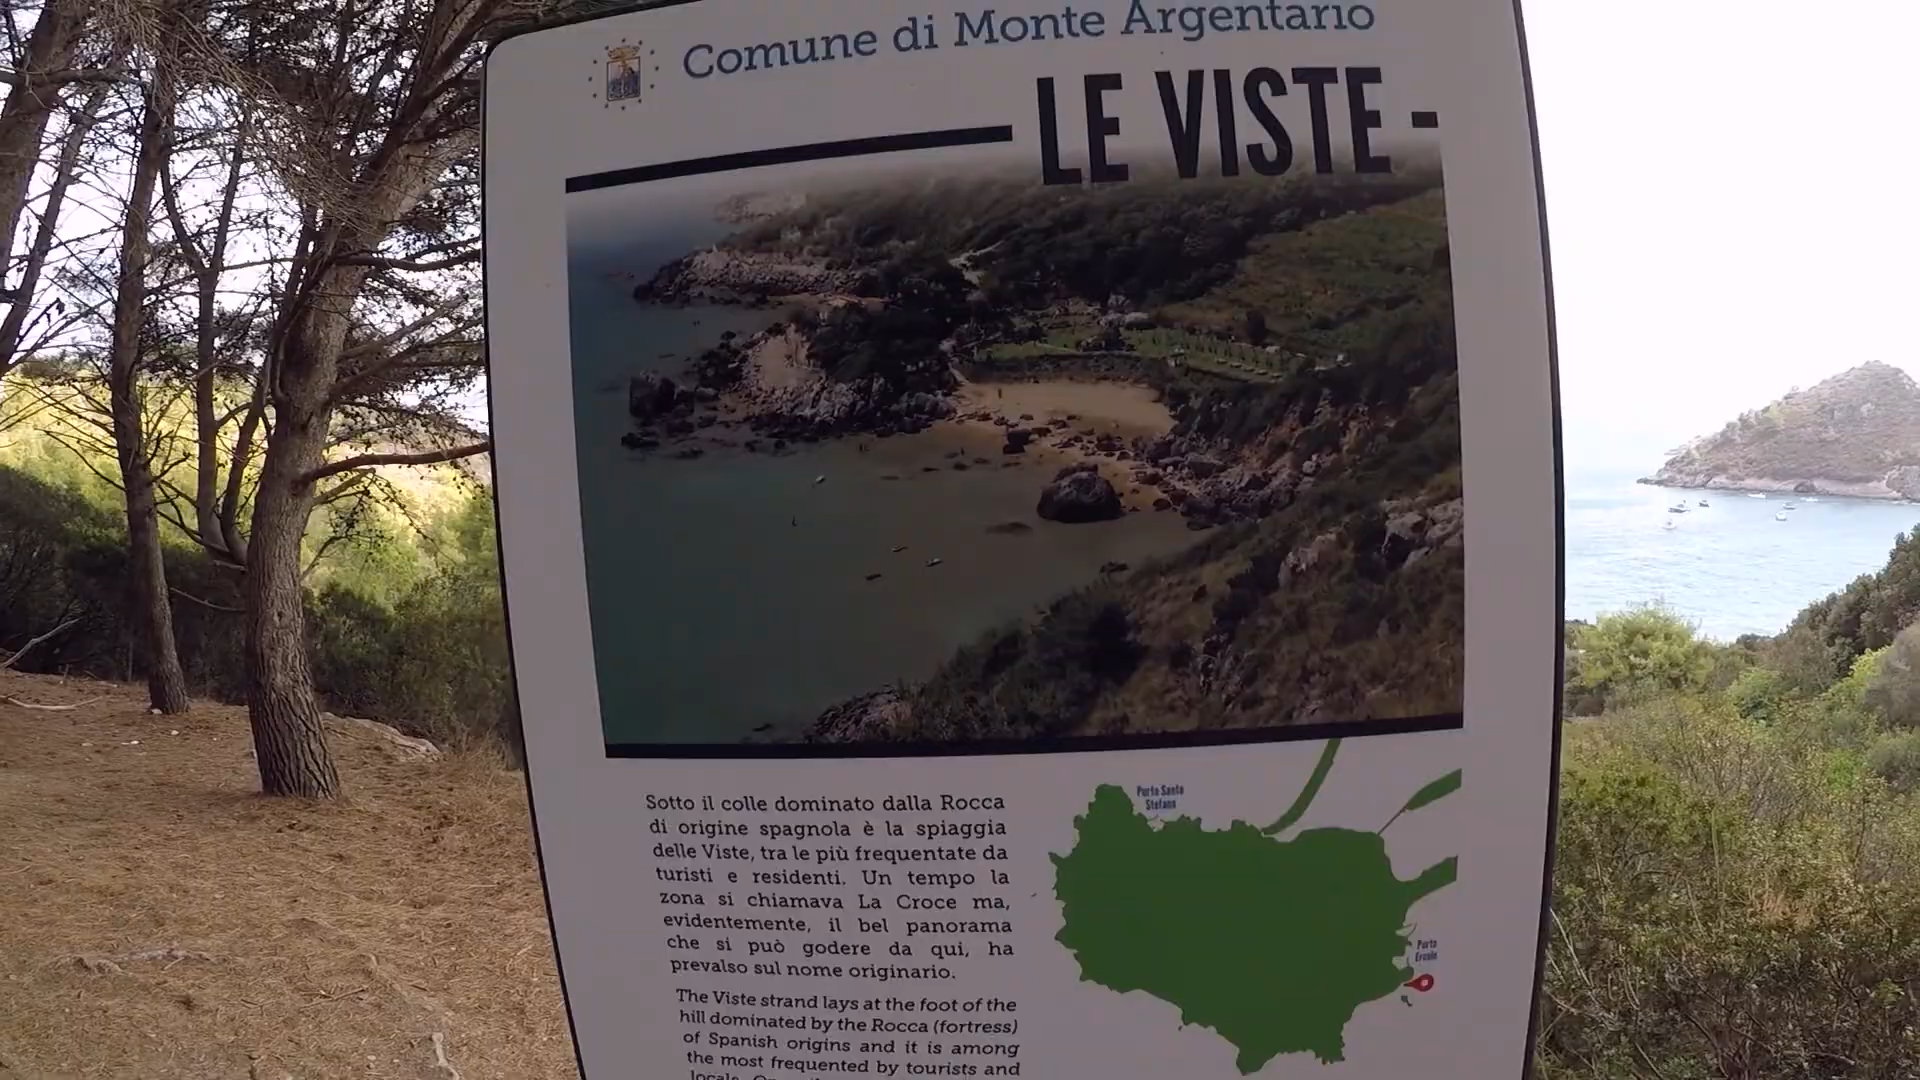 Comune di Monte Argentario
LE VISTE -
Sotto il colle dominato dalla Rocca
di origine spagnola è la spiaggia
delle Viste, tra le più frequentate da
turisti e residenti. Un tempo la
zona si chiamava La Croce ma,
evidentemente, il bel panorama
che si può godere da qui, ha
prevalso sul nome originario.
The Viste strand lays at the foot of the
hill dominated by the Rocca (fortress)
of Spanish origins and it is among
the most frequented by tourists and
Porto Santo
Stefano
Porto
Ercole